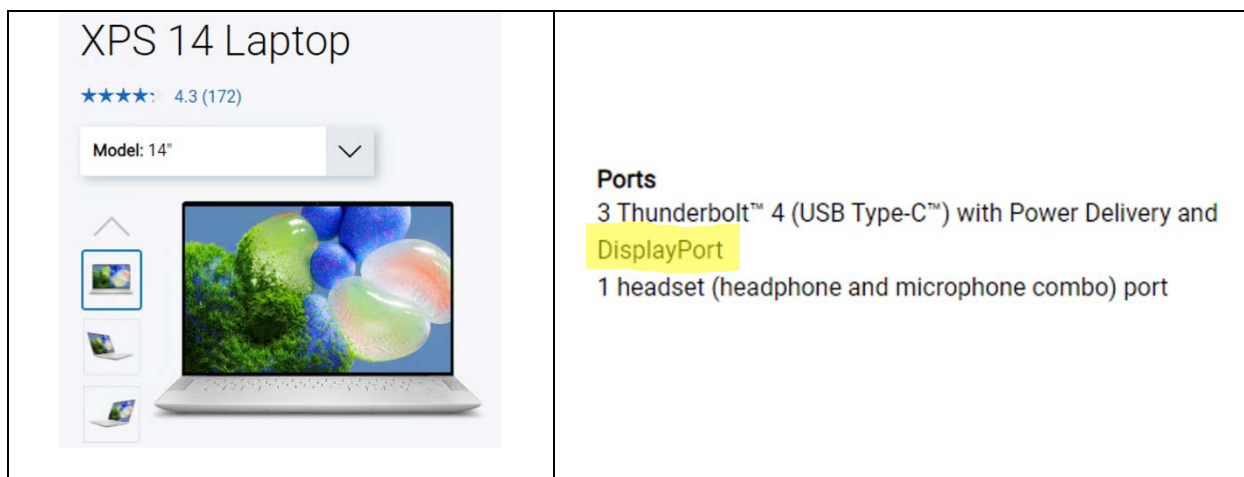 XPS 14 Laptop
4.3 (172)
Model: 14"
Ports
3 Thunderbolt™ 4 (USB Type-C™) with Power Delivery and
DisplayPort
1 headset (headphone and microphone combo) port